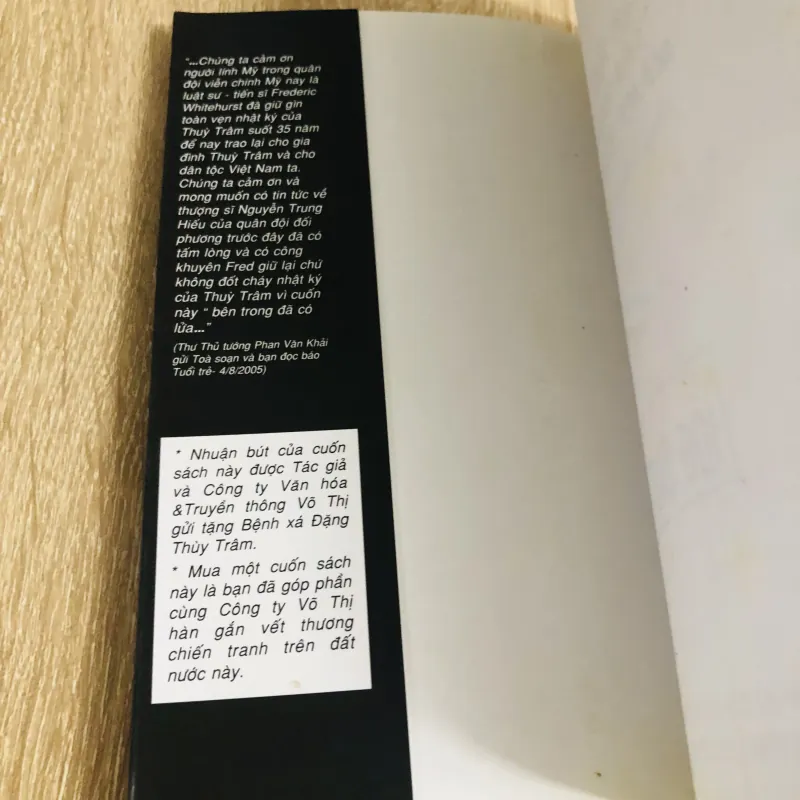 "...Chúng ta cảm ơn
người lính Mỹ trong quân
đội viễn chinh Mỹ nay là
luật sư - tiến sĩ Frederic
Whitehurst đã giữ gìn
toàn vẹn nhật ký của
Thuỳ Trâm suốt 35 năm
để nay trao lại cho gia
đình Thuỳ Trâm và cho
dân tộc Việt Nam ta.
Chúng ta cảm ơn và
mong muốn có tin tức về
thượng sĩ Nguyễn Trung
Hiếu của quân đội đối
phương trước đây đã có
tấm lòng và có công
khuyên Fred giữ lại chứ
không đốt cháy nhật ký
của Thuỳ Trâm vì cuốn
này " bên trong đã có
lửa..."
(Thư Thủ tướng Phan Văn Khải
gửi Toà soạn và bạn đọc báo
Tuổi trẻ- 4/8/2005)
* Nhuận bút của cuốn
sách này được Tác giả
và Công ty Văn hóa
&Truyền thông Võ Thị
gửi tặng Bệnh xá Đặng
Thùy Trâm.
* Mua một cuốn sách
này là bạn đã góp phần
cùng Công ty Võ Thị
hàn gắn vết thương
chiến tranh trên đất
nước này.